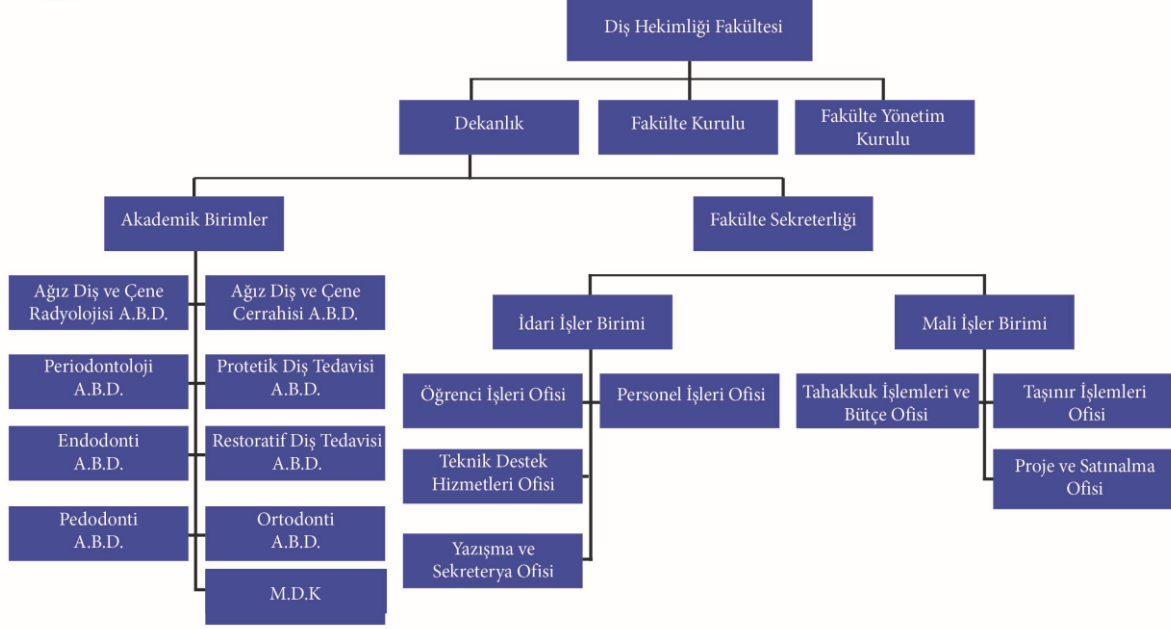 Diş Hekimliği Fakültesi
Dekanlık
Fakülte Kurulu
Fakülte Yönetim
Kurulu
Akademik Birimler
Fakülte Sekreterliği
Ağız Diş ve Çene
Radyolojisi A.B.D.
Ağız Diş ve Çene
Cerrahisi A.B.D.
Periodontoloji
A.B.D.
Protetik Diş Tedavisi
A.B.D.
Endodonti
A.B.D.
Restoratif Diş Tedavisi
A.B.D.
Pedodonti
A.B.D.
Ortodonti
A.B.D.
M.D.K
İdari İşler Birimi
Mali İşler Birimi
Öğrenci İşleri Ofisi
Personel İşleri Ofisi
Teknik Destek
Hizmetleri Ofisi
Yazışma ve
Sekreterya Ofisi
Tahakkuk İşlemleri ve
Bütçe Ofisi
Taşınır İşlemleri
Ofisi
Proje ve Satınalma
Ofisi